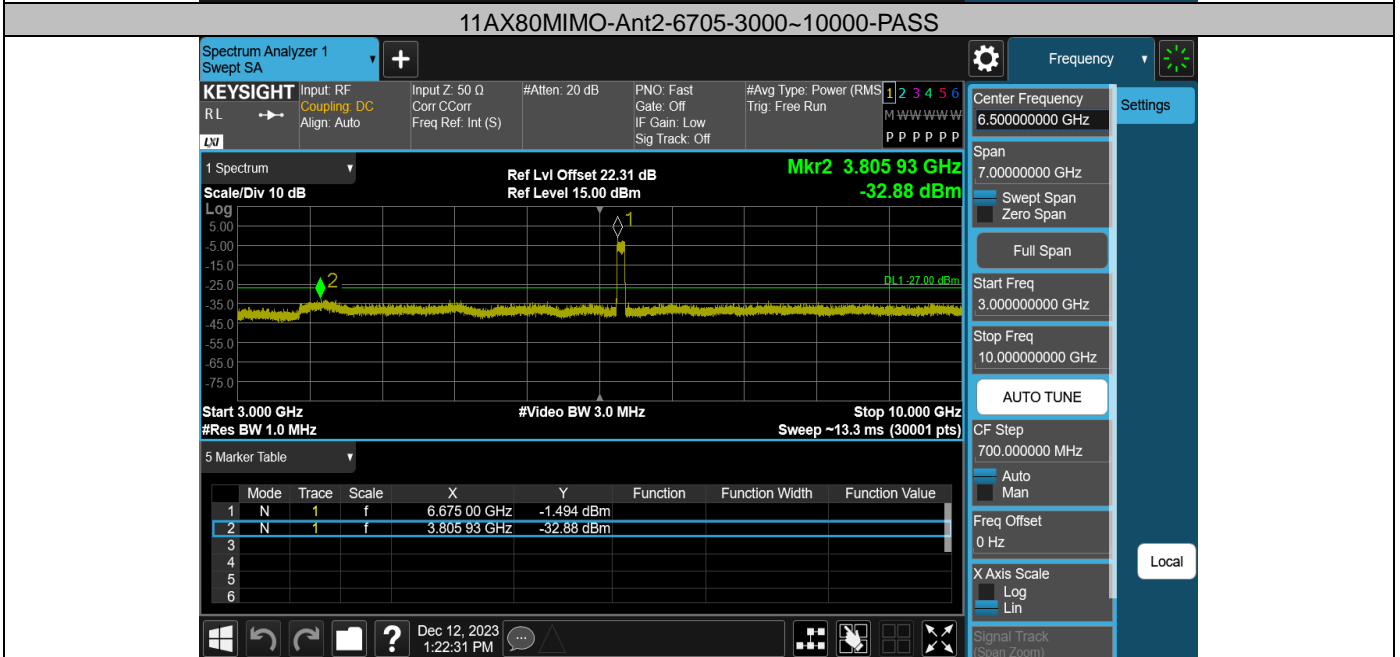 11AX80MIMO-Ant2-6705-3000~10000-PASS
Spectrum Analyzer 1
Swept SA
Frequency
KEYSIGHT
RL
LXI
Input: RF
Coupling: DC
Align: Auto
Input Z: 50 Ω
Corr CCorr
Freq Ref: Int (S)
#Atten: 20 dB
PNO: Fast
Gate: Off
IF Gain: Low
Sig Track: Off
#Avg Type: Power (RMS
Trig: Free Run
1 2 3 4 5 6
M W W W W W
P P P P P P
1 Spectrum
Scale/Div 10 dB
Ref Lvl Offset 22.31 dB
Ref Level 15.00 dBm
Mkr2 3.805 93 GHz
-32.88 dBm
Log
5.00
-5.00
-15.0
-25.0
-35.0
-45.0
-55.0
-65.0
-75.0
1
2
DL1 -27.00 dBm
Start 3.000 GHz
#Res BW 1.0 MHz
#Video BW 3.0 MHz
Stop 10.000 GHz
Sweep ~13.3 ms (30001 pts)
5 Marker Table
Mode Trace Scale X Y Function Function Width Function Value
1 N 1 f 6.675 00 GHz -1.494 dBm
2 N 1 f 3.805 93 GHz -32.88 dBm
3
4
5
6
Dec 12, 2023
1:22:31 PM
Center Frequency
6.500000000 GHz
Settings
Span
7.00000000 GHz
Swept Span
Zero Span
Full Span
Start Freq
3.000000000 GHz
Stop Freq
10.000000000 GHz
AUTO TUNE
CF Step
700.000000 MHz
Auto
Man
Freq Offset
0 Hz
X Axis Scale
Log
Lin
Local
Signal Track
(Span Zoom)